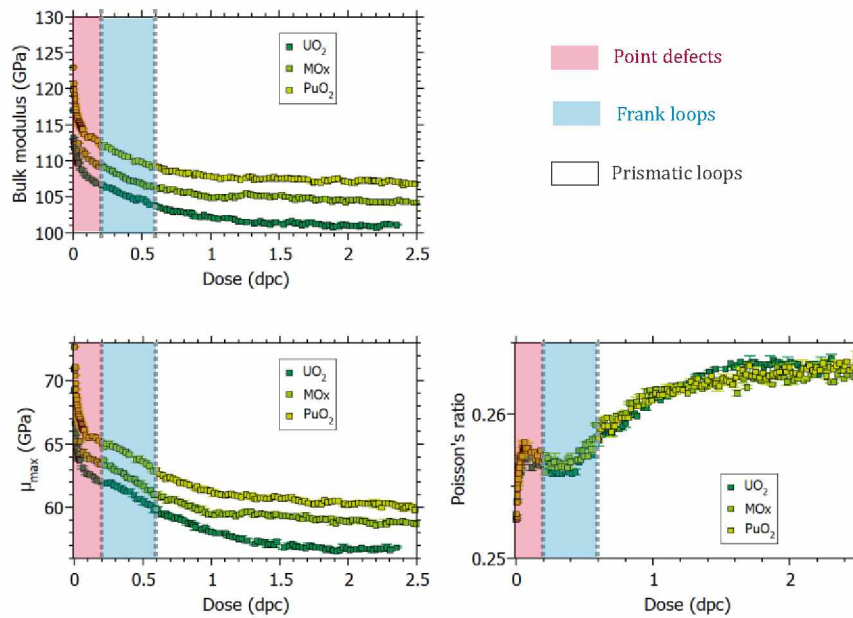 Bulk modulus (GPa)
130
125
120
115
110
105
100
0
0.5
1
1.5
2
2.5
Dose (dpc)
UO2
MOx
PuO2
Point defects
Frank loops
Prismatic loops
μmax (GPa)
70
65
60
0
0.5
1
1.5
2
2.5
Dose (dpc)
UO2
MOx
PuO2
Poisson's ratio
0.26
0.25
0
1
2
Dose (dpc)
UO2
MOx
PuO2